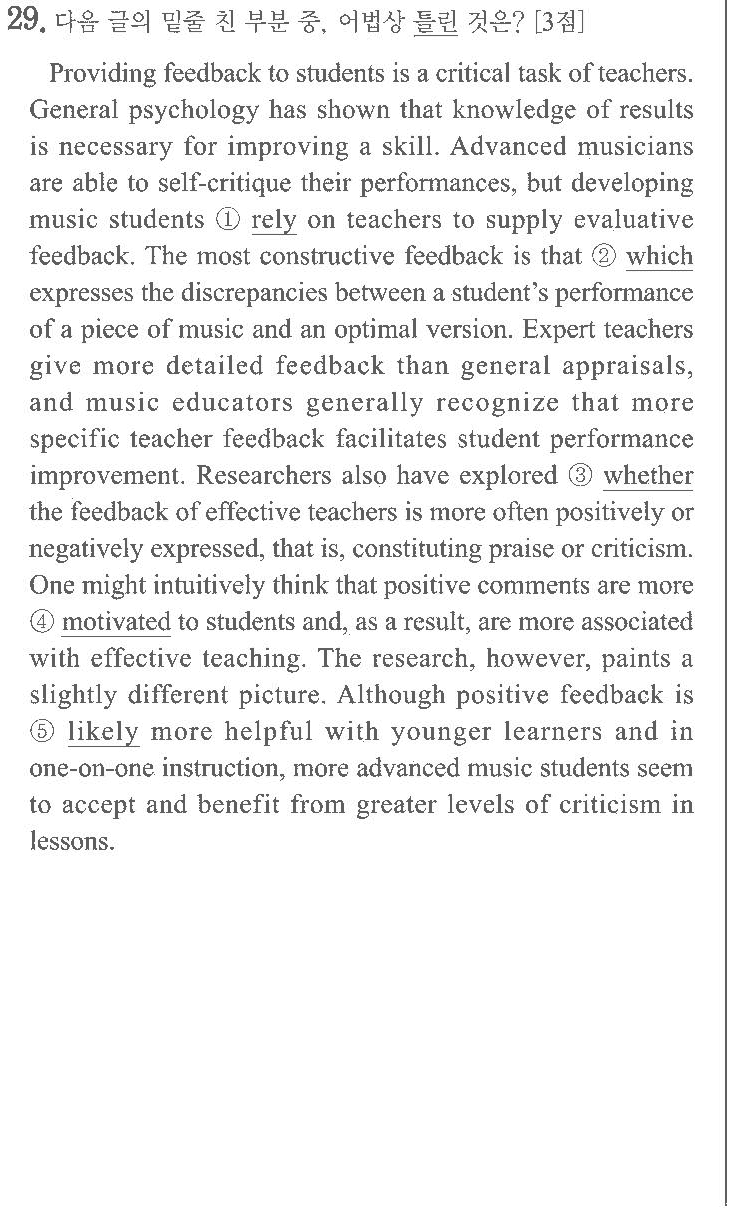 29. 다음 글의 밑줄 친 부분 중, 어법상 틀린 것은? [3점]
Providing feedback to students is a critical task of teachers.
General psychology has shown that knowledge of results
is necessary for improving a skill. Advanced musicians
are able to self-critique their performances, but developing
music students ① rely on teachers to supply evaluative
feedback. The most constructive feedback is that ② which
expresses the discrepancies between a student's performance
of a piece of music and an optimal version. Expert teachers
give more detailed feedback than general appraisals,
and music educators generally recognize that more
specific teacher feedback facilitates student performance
improvement. Researchers also have explored ③ whether
the feedback of effective teachers is more often positively or
negatively expressed, that is, constituting praise or criticism.
One might intuitively think that positive comments are more
④ motivated to students and, as a result, are more associated
with effective teaching. The research, however, paints a
slightly different picture. Although positive feedback is
⑤ likely more helpful with younger learners and in
one-on-one instruction, more advanced music students seem
to accept and benefit from greater levels of criticism in
lessons.